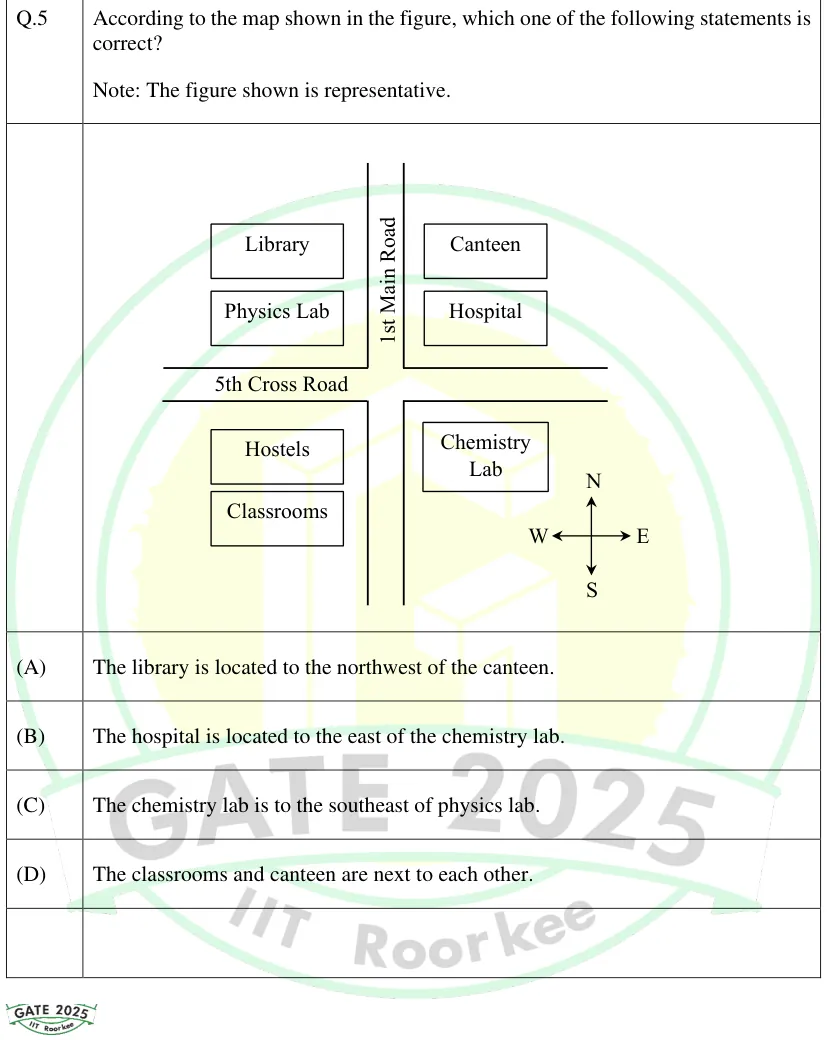 Q.5
According to the map shown in the figure, which one of the following statements is
correct?
Note: The figure shown is representative.
Library
1st Main Road
Canteen
Physics Lab
Hospital
5th Cross Road
Hostels
Chemistry
Lab
Classrooms
N
W
E
S
(A)
The library is located to the northwest of the canteen.
(B)
The hospital is located to the east of the chemistry lab.
(C)
The chemistry lab is to the southeast of physics lab.
(D)
The classrooms and canteen are next to each other.
GATE 2025
IIT Roorkee
GATE 2025
IIT Roorkee